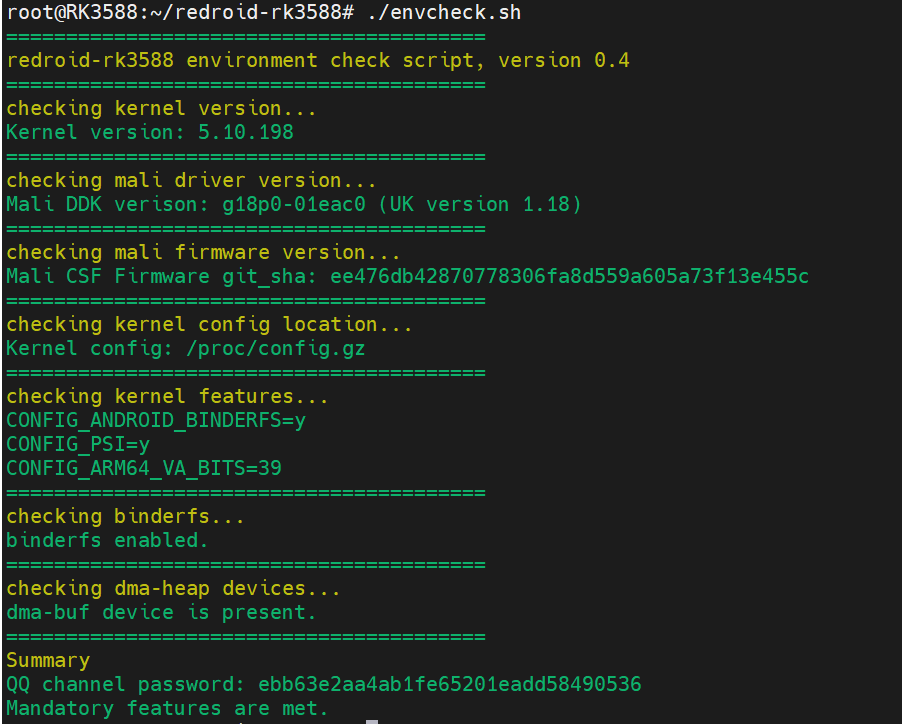 root@RK3588:~/redroid-rk3588# ./envcheck.sh
========================================
redroid-rk3588 environment check script, version 0.4
========================================
checking kernel version...
Kernel version: 5.10.198
========================================
checking mali driver version...
Mali DDK verison: g18p0-01eac0 (UK version 1.18)
========================================
checking mali firmware version...
Mali CSF Firmware git_sha: ee476db42870778306fa8d559a605a73f13e455c
========================================
checking kernel config location...
Kernel config: /proc/config.gz
========================================
checking kernel features...
CONFIG_ANDROID_BINDERFS=y
CONFIG_PSI=y
CONFIG_ARM64_VA_BITS=39
========================================
checking binderfs...
binderfs enabled.
========================================
checking dma-heap devices...
dma-buf device is present.
========================================
Summary
QQ channel password: ebb63e2aa4ab1fe65201eadd58490536
Mandatory features are met.